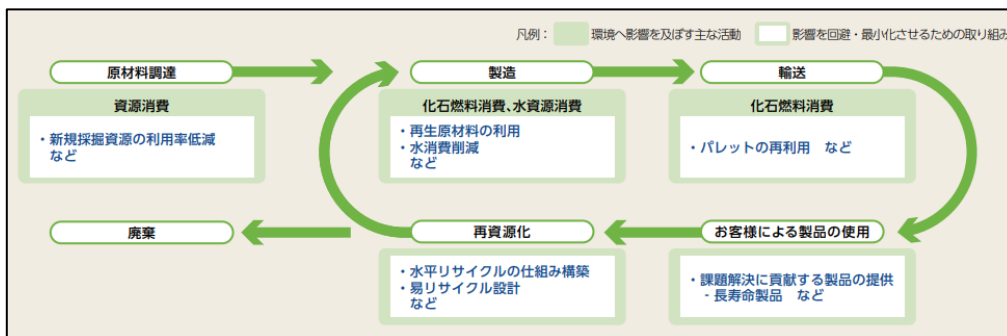 凡例: 環境へ影響を及ぼす主な活動 影響を回避・最小化させるための取り組み
原材料調達
資源消費
・新規採掘資源の利用率低減
など
製造
化石燃料消費、水資源消費
・再生原材料の利用
・水消費削減
など
輸送
化石燃料消費
・パレットの再利用 など
お客様による製品の使用
・課題解決に貢献する製品の提供
- 長寿命製品 など
再資源化
・水平リサイクルの仕組み構築
・易リサイクル設計
など
廃棄